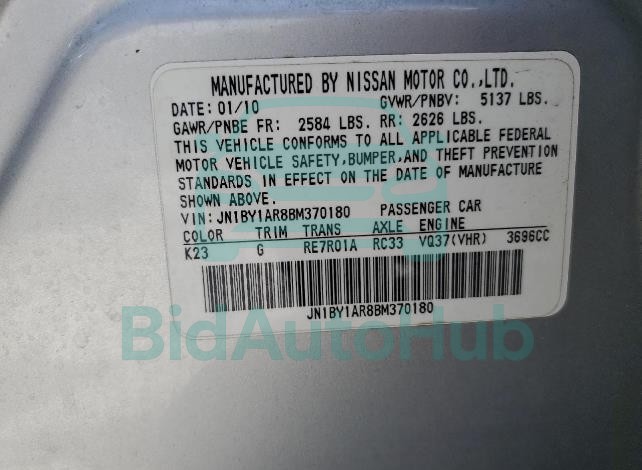 MANUFACTURED BY NISSAN MOTOR CO.,LTD.
DATE: 01/10 GVWR/PNBV: 5137 LBS.
GAWR/PNBE FR: 2584 LBS. RR: 2626 LBS.
THIS VEHICLE CONFORMS TO ALL APPLICABLE FEDERAL
MOTOR VEHICLE SAFETY,BUMPER,AND THEFT PREVENTION
STANDARDS IN EFFECT ON THE DATE OF MANUFACTURE
SHOWN ABOVE.
VIN: JN1BY1AR8BM370180 PASSENGER CAR
COLOR TRIM TRANS AXLE ENGINE
K23 G RE7R01A RC33 VQ37(VHR) 3696CC
JN1BY1AR8BM370180
BidAutoHub